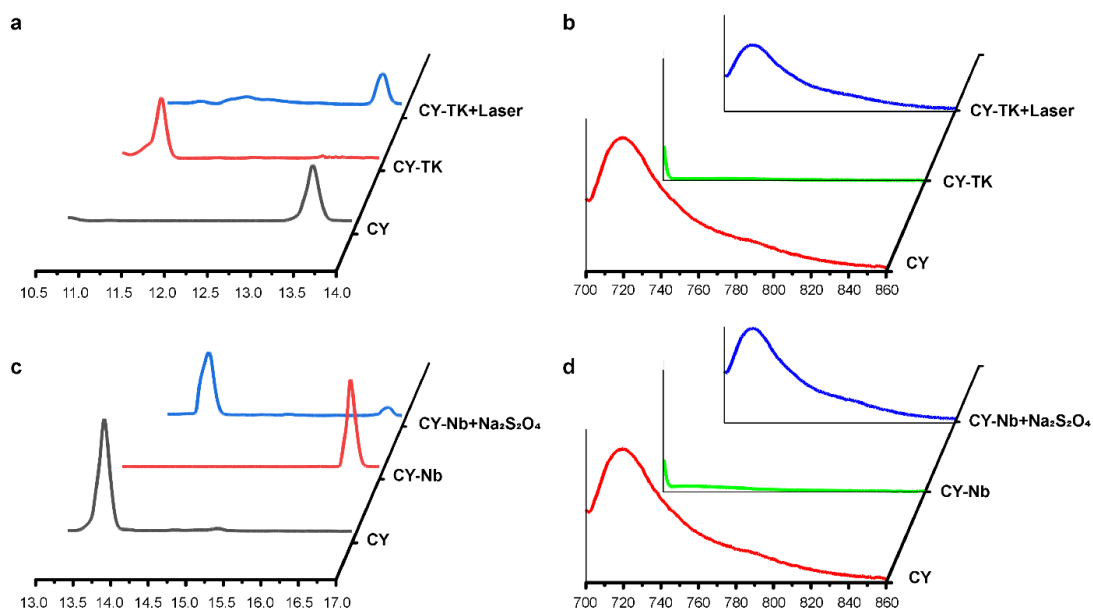 a
CY-TK+Laser
CY-TK
CY
10.5 11.0 11.5 12.0 12.5 13.0 13.5 14.0
b
CY-TK+Laser
CY-TK
CY
700 720 740 760 780 800 820 840 860
c
CY-Nb+Na₂S₂O₄
CY-Nb
CY
13.0 13.5 14.0 14.5 15.0 15.5 16.0 16.5 17.0
d
CY-Nb+Na₂S₂O₄
CY-Nb
CY
700 720 740 760 780 800 820 840 860